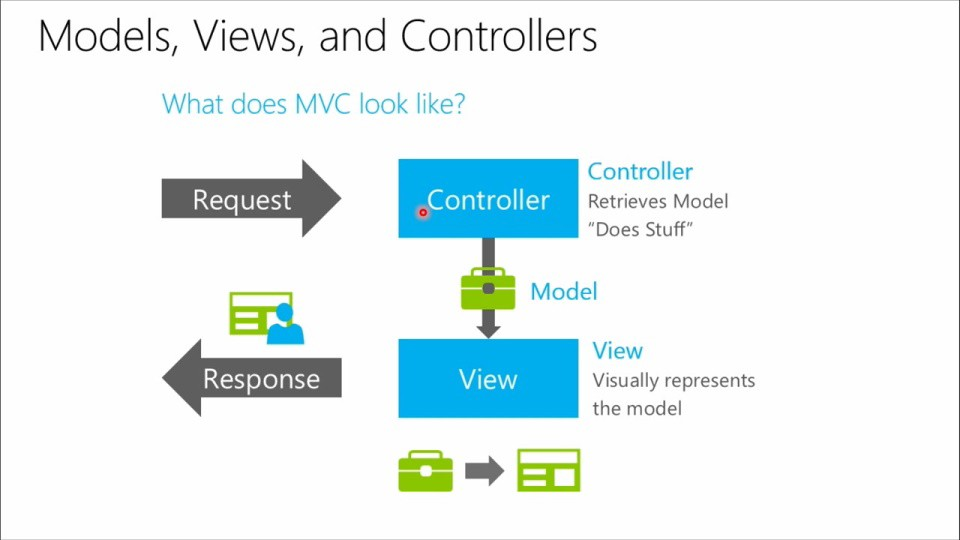 Models, Views, and Controllers
What does MVC look like?
Request
Controller
Controller
Retrieves Model
“Does Stuff”
Model
Response
View
View
Visually represents
the model